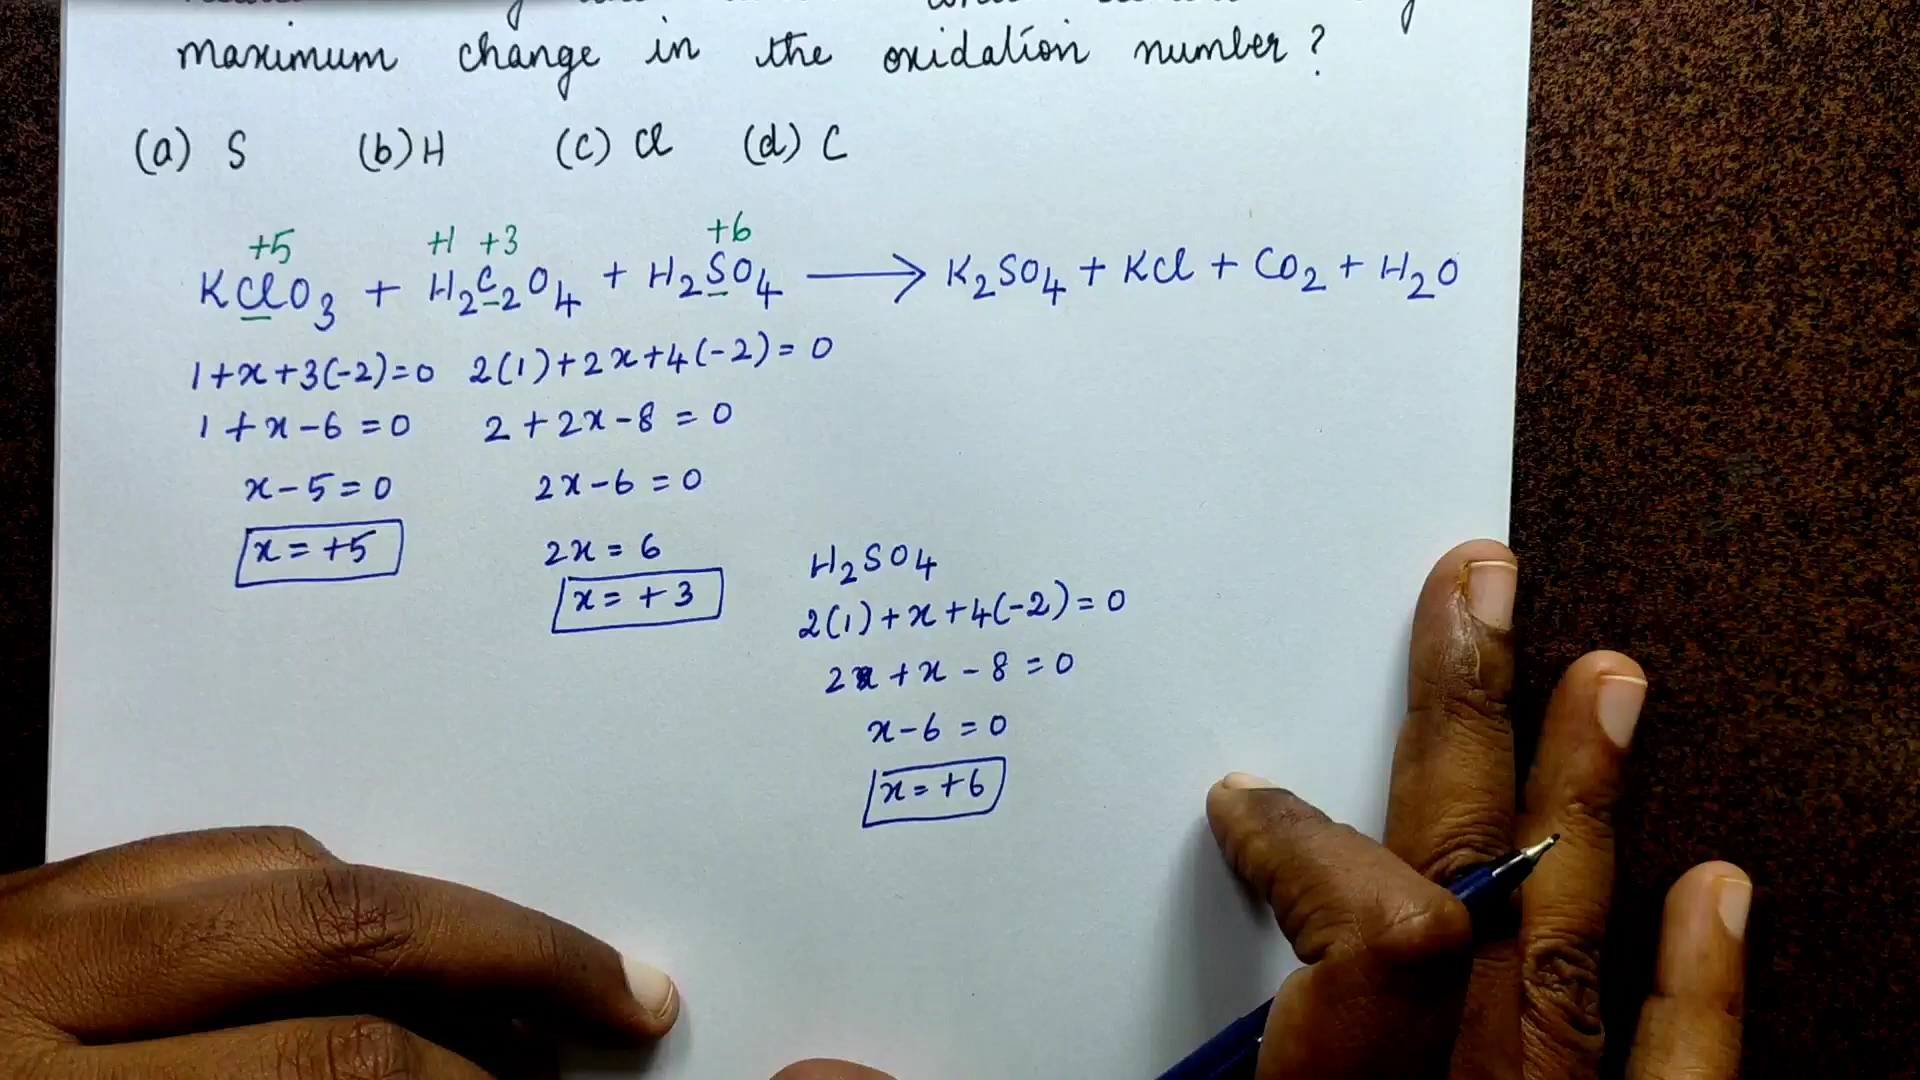 maximum change in the oxidation number?
(a) S (b) H (c) Cl (d) C
+5 +1 +3 +6
KClO3 + H2C2O4 + H2SO4 → K2SO4 + KCl + CO2 + H2O
1+x+3(-2)=0 2(1)+2x+4(-2)=0
1+x-6=0 2+2x-8=0
x-5=0 2x-6=0
x=+5 2x=6
x=+3
H2SO4
2(1)+x+4(-2)=0
2+x-8=0
x-6=0
x=+6